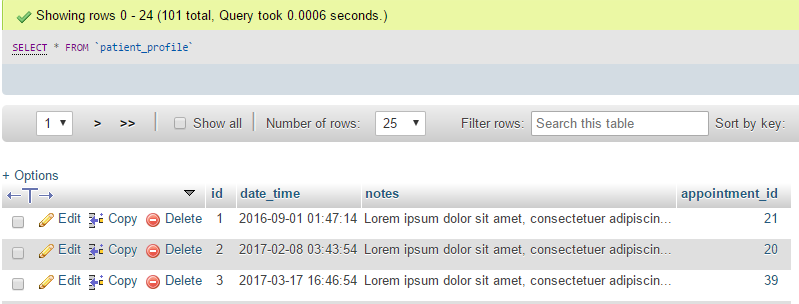 Showing rows 0 - 24 (101 total, Query took 0.0006 seconds.)
SELECT * FROM `patient_profile`
1 > >> Show all Number of rows: 25 Filter rows: Search this table Sort by key:
+ Options
id date_time notes appointment_id
Edit Copy Delete 1 2016-09-01 01:47:14 Lorem ipsum dolor sit amet, consectetuer adipiscin... 21
Edit Copy Delete 2 2017-02-08 03:43:54 Lorem ipsum dolor sit amet, consectetuer adipiscin... 20
Edit Copy Delete 3 2017-03-17 16:46:54 Lorem ipsum dolor sit amet, consectetuer adipiscin... 39